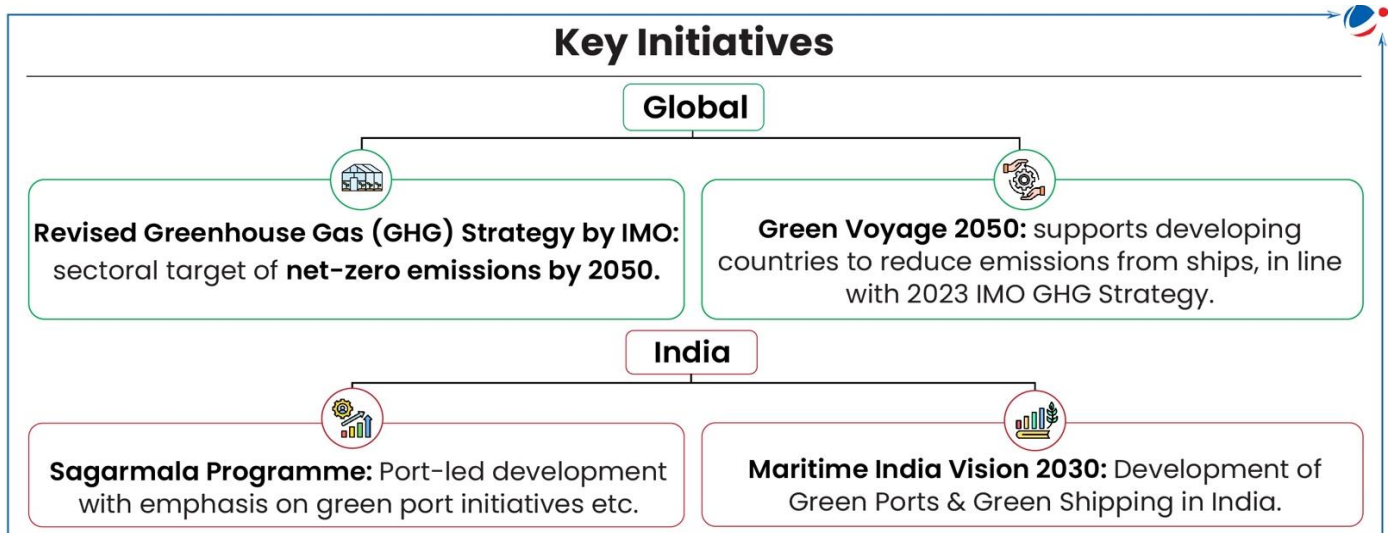 Key Initiatives
Global
Revised Greenhouse Gas (GHG) Strategy by IMO:
sectoral target of net-zero emissions by 2050.
Green Voyage 2050: supports developing
countries to reduce emissions from ships, in line
with 2023 IMO GHG Strategy.
India
Sagarmala Programme: Port-led development
with emphasis on green port initiatives etc.
Maritime India Vision 2030: Development of
Green Ports & Green Shipping in India.